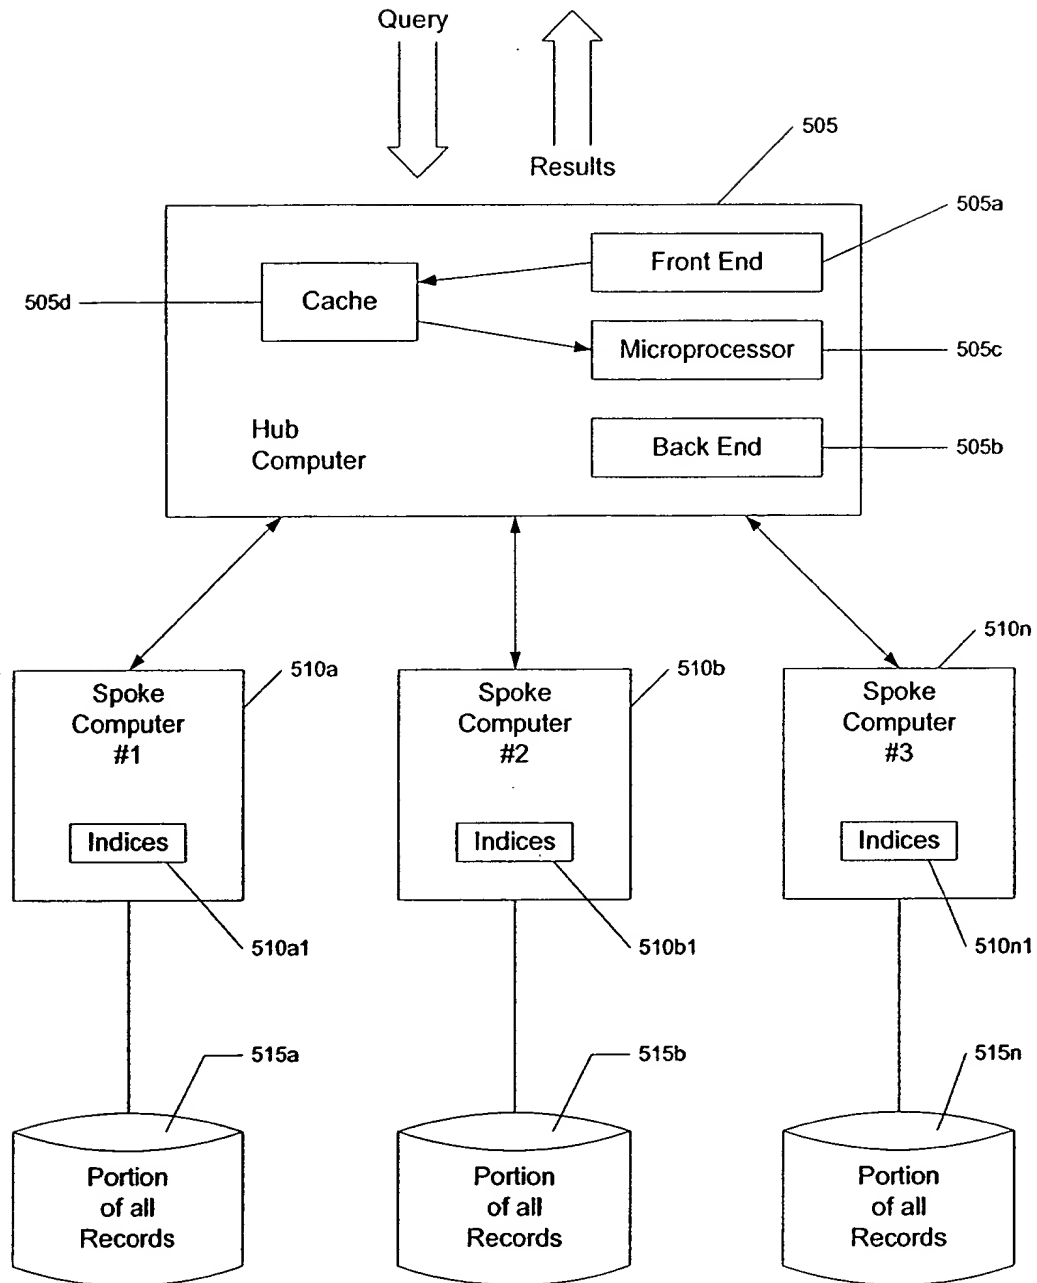 Query
Results
505
505a
Front End
505d
Cache
Microprocessor
505c
Hub
Computer
Back End
505b
510a
510b
510n
Spoke
Computer
#1
Spoke
Computer
#2
Spoke
Computer
#3
Indices
Indices
Indices
510a1
510b1
510n1
515a
515b
515n
Portion
of all
Records
Portion
of all
Records
Portion
of all
Records